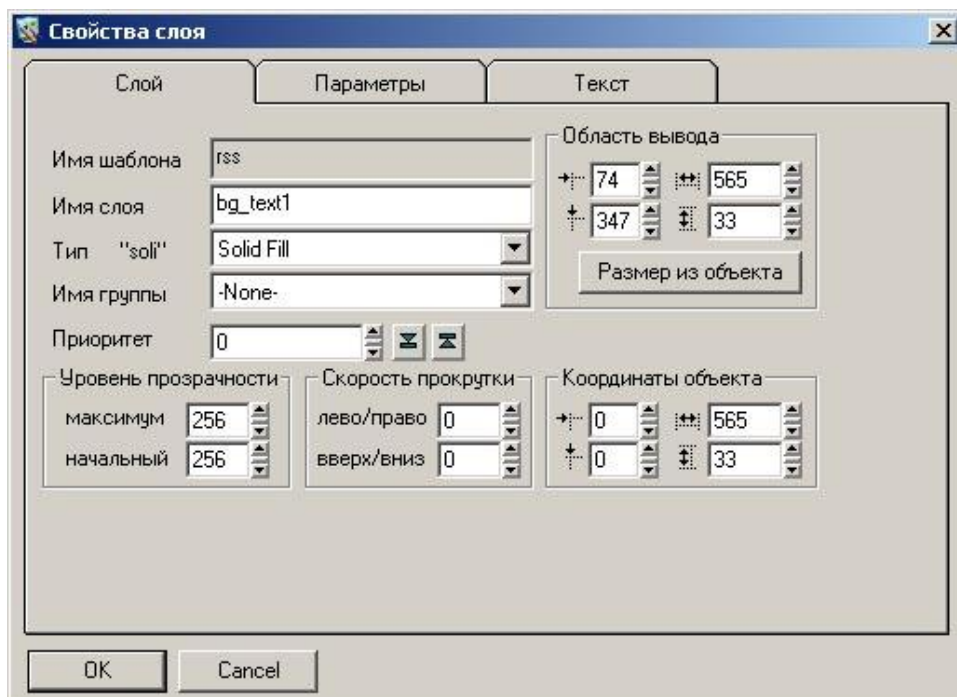 Свойства слоя
Слой Параметры Текст
Имя шаблона rss
Имя слоя bg_text1
Тип "soli" Solid Fill
Имя группы -None-
Приоритет 0
Область вывода
74 565
347 33
Размер из объекта
Уровень прозрачности
максимум 256
начальный 256
Скорость прокрутки
лево/право 0
вверх/вниз 0
Координаты объекта
0 565
0 33
OK Cancel